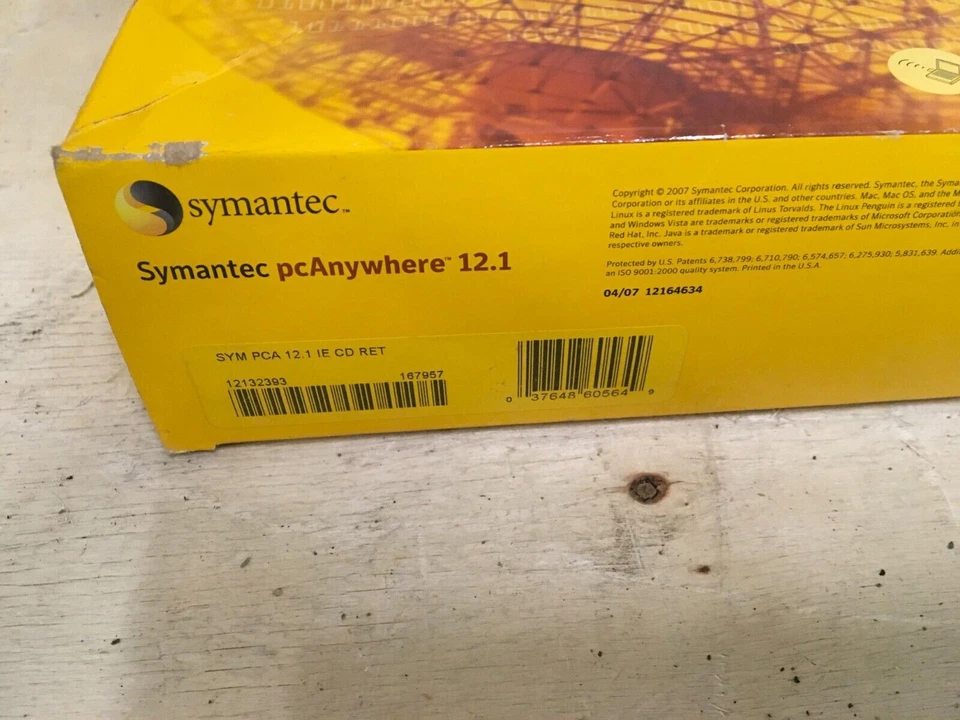 symantec™
Symantec pcAnywhere™ 12.1
Copyright © 2007 Symantec Corporation. All rights reserved. Symantec, the Syma
Corporation or its affiliates in the U.S. and other countries. Mac, Mac OS, and the M
Linux is a registered trademark of Linus Torvalds. The Linux Penguin is a registered
and Windows Vista are trademarks or registered trademarks of Microsoft Corporation
Red Hat, Inc. Java is a trademark or registered trademark of Sun Microsystems, Inc. in
respective owners.
Protected by U.S. Patents 6,738,799; 6,710,790; 6,574,657; 6,275,930; 5,831,639. Addi
an ISO 9001:2000 quality system. Printed in the U.S.A.
04/07 12164634
SYM PCA 12.1 IE CD RET
12132393 167957
0 37648 60564 9